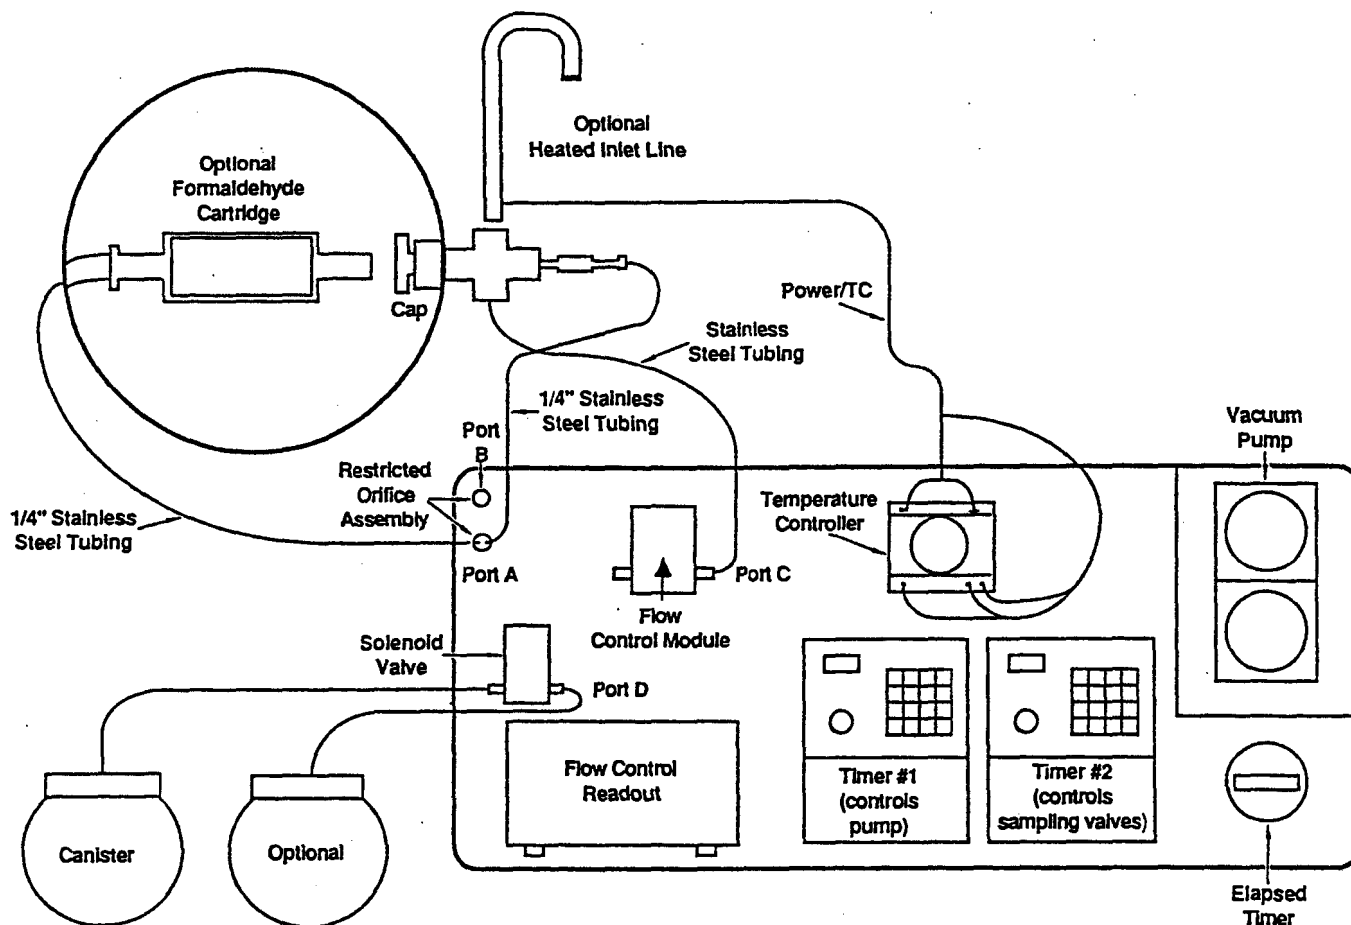 Optional
Heated Inlet Line
Optional
Formaldehyde
Cartridge
Cap
Power/TC
Stainless
Steel Tubing
1/4" Stainless
Steel Tubing
Port
B
Vacuum
Pump
Restricted
Orifice
Assembly
Temperature
Controller
1/4" Stainless
Steel Tubing
Port A
Port C
Flow
Control Module
Solenoid
Valve
Port D
Flow Control
Readout
Timer #1
(controls
pump)
Timer #2
(controls
sampling valves)
Canister
Optional
Elapsed
Timer